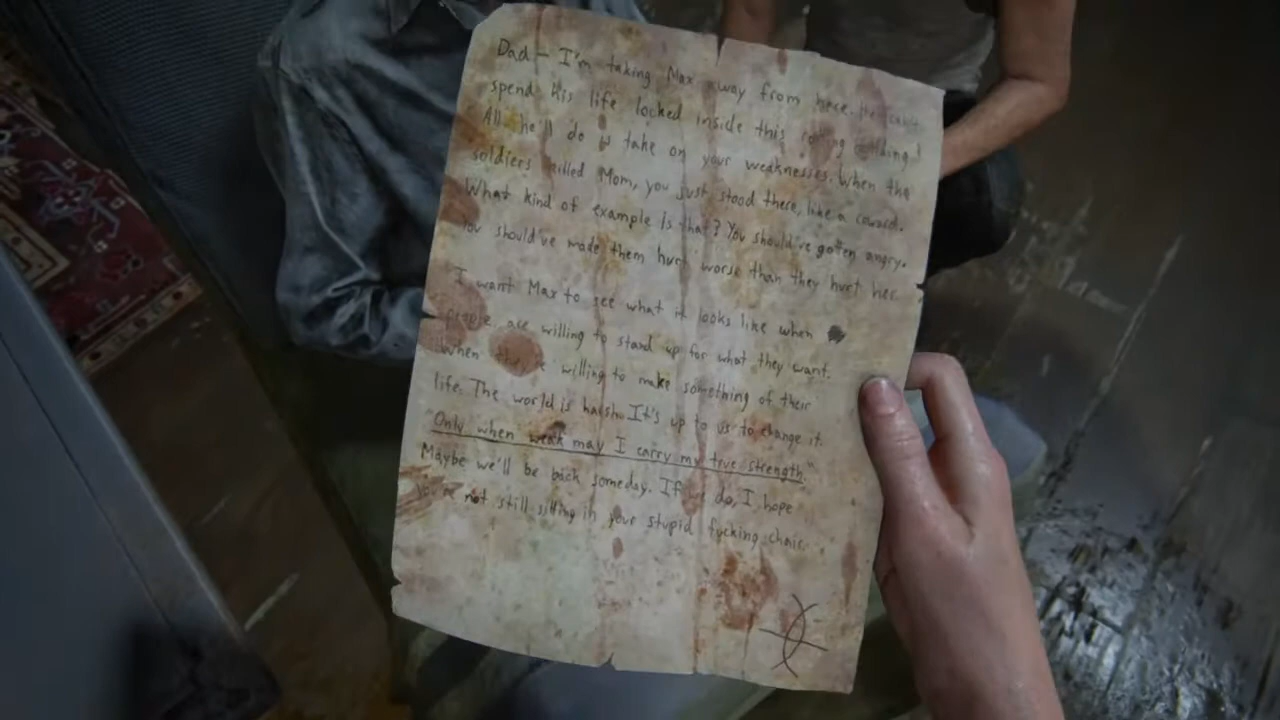 Dad – I'm taking Max away from here. He can't
spend his life locked inside this rotting building!
All he'll do is take on your weaknesses. When the
soldiers killed Mom, you just stood there, like a coward.
What kind of example is that? You should've gotten angry.
You should've made them hurt worse than they hurt her.
I want Max to see what it looks like when
people are willing to stand up for what they want.
When they're willing to make something of their
life. The world is harsh. It's up to us to change it.
"Only when weak may I carry my true strength."
Maybe we'll be back someday. If we do, I hope
you're not still sitting in your stupid fucking chair.